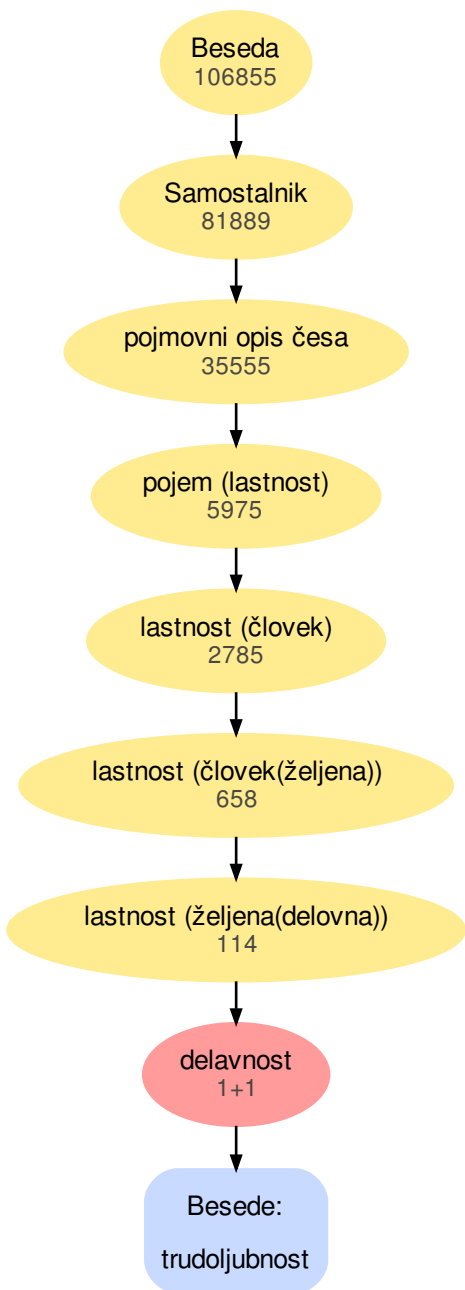 Beseda
106855
Samostalnik
81889
pojmovni opis česa
35555
pojem (lastnost)
5975
lastnost (človek)
2785
lastnost (človek(željena))
658
lastnost (željena(delovna))
114
delavnost
1+1
Besede:
trudoljubnost